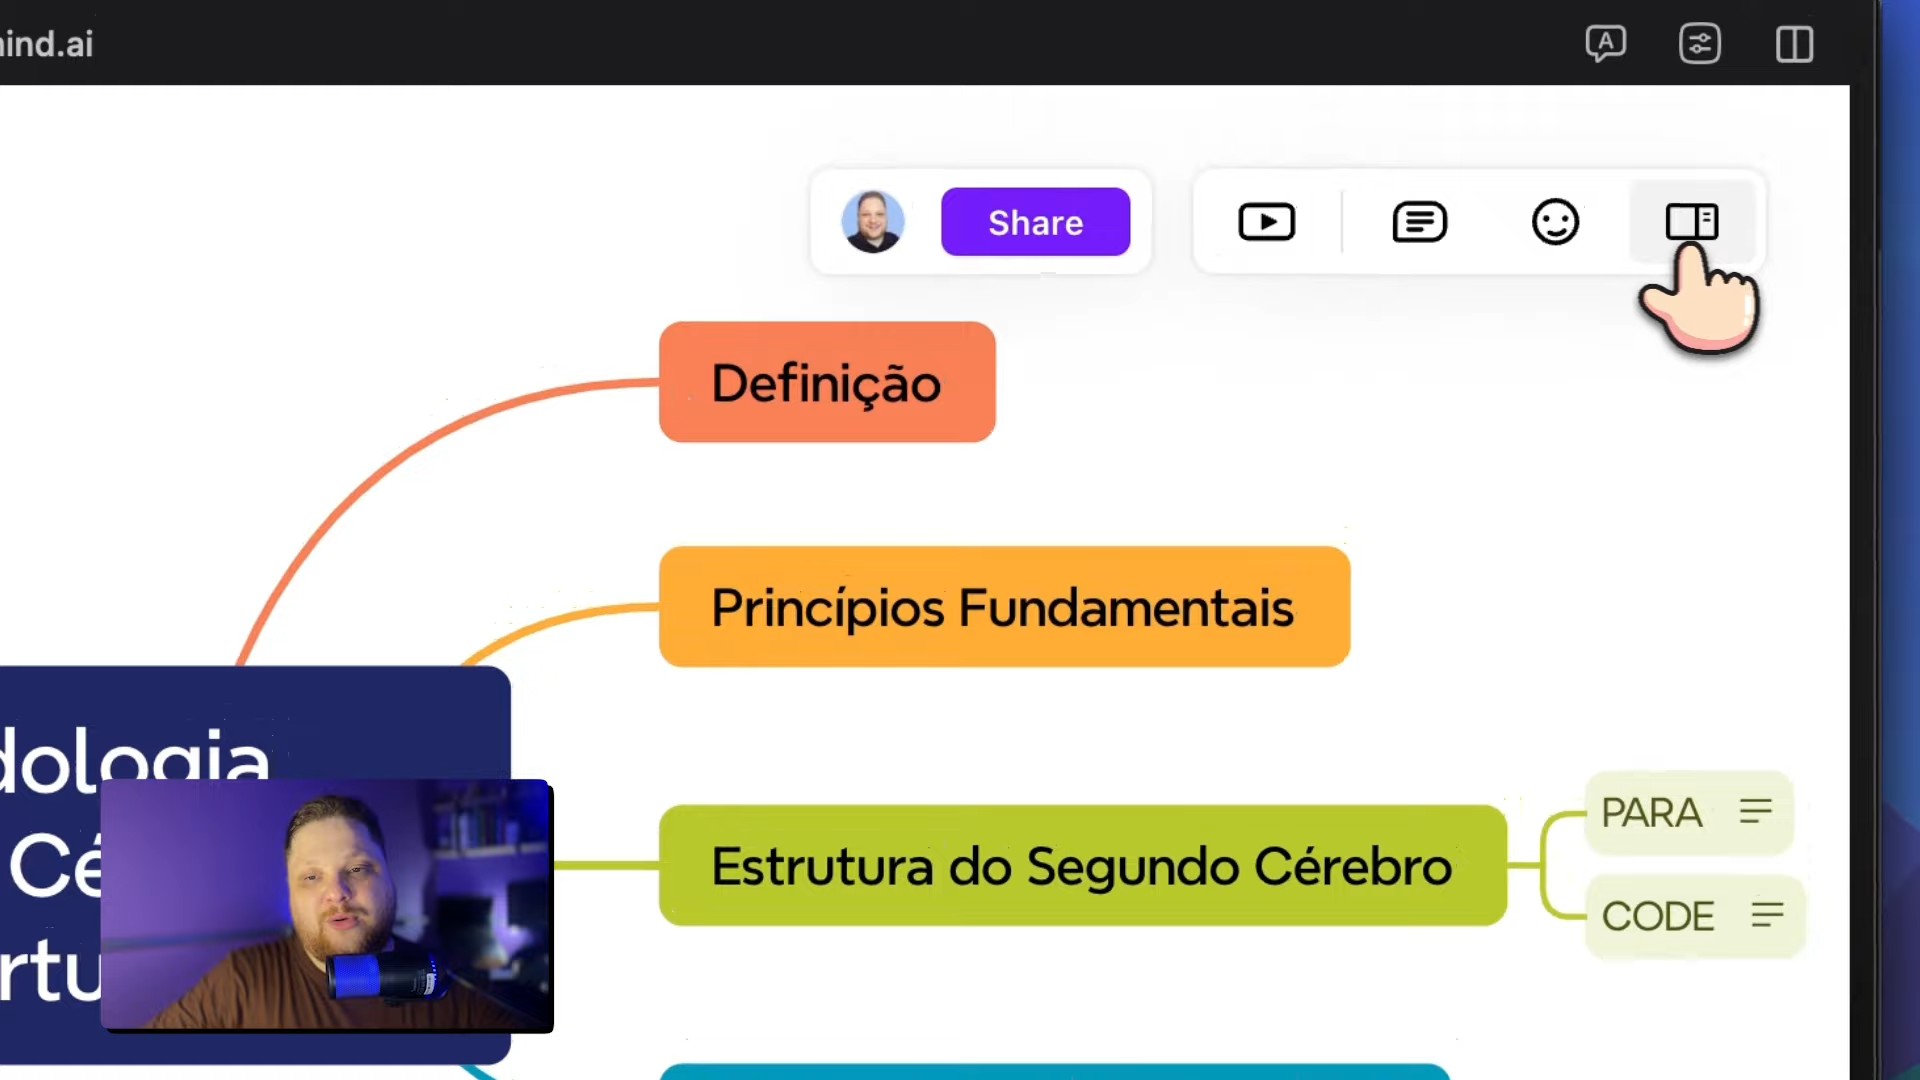 ind.ai
Share
Definição
Princípios Fundamentais
dologia
Estrutura do Segundo Cérebro
PARA
CODE
Cé
rtu